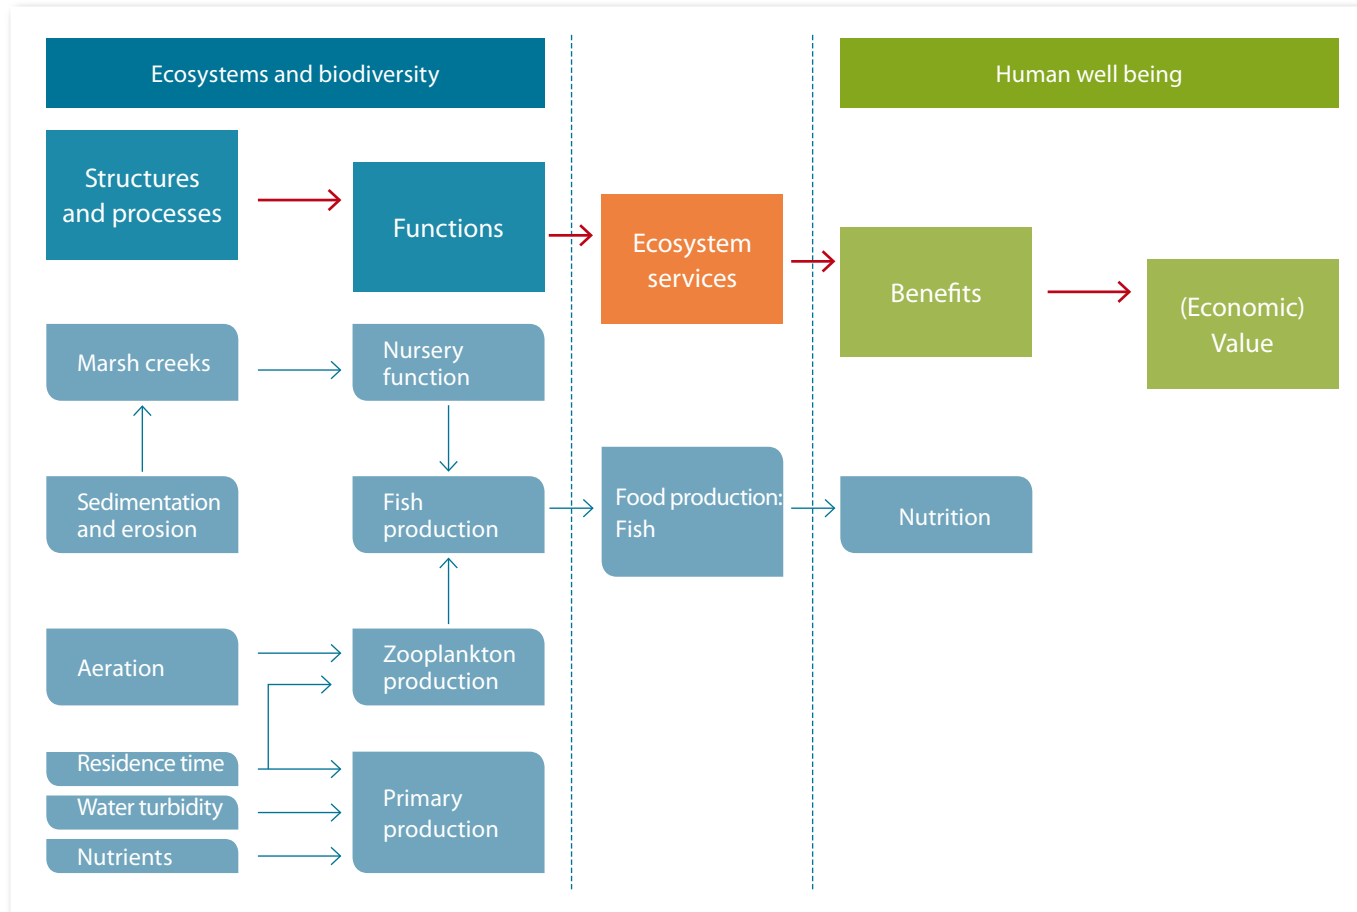 Ecosystems and biodiversity
Human well being
Structures
and processes
Functions
Ecosystem
services
Benefits
(Economic)
Value
Marsh creeks
Nursery
function
Sedimentation
and erosion
Fish
production
Food production:
Fish
Nutrition
Aeration
Zooplankton
production
Residence time
Water turbidity
Nutrients
Primary
production